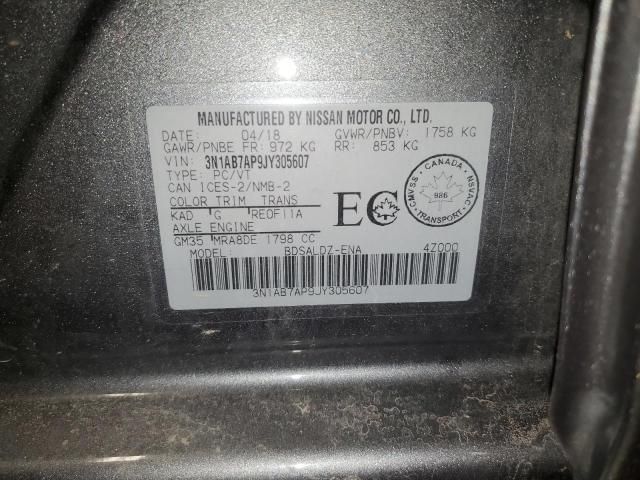 MANUFACTURED BY NISSAN MOTOR CO., LTD.
DATE: 04/18 GVWR/PNBV: 1758 KG
GAWR/PNBE FR: 972 KG RR: 853 KG
VIN: 3N1AB7AP9JY305607
TYPE: PC/VT
CAN ICES-2/NMB-2
COLOR TRIM TRANS
KAD G RE0F11A
AXLE ENGINE
GM35 MRA8DE 1798 CC
MODEL: BDSALDZ-ENA 4Z000
3N1AB7AP9JY305607
EC
CANADA
CMVSS NSVAC
986
TRANSPORT